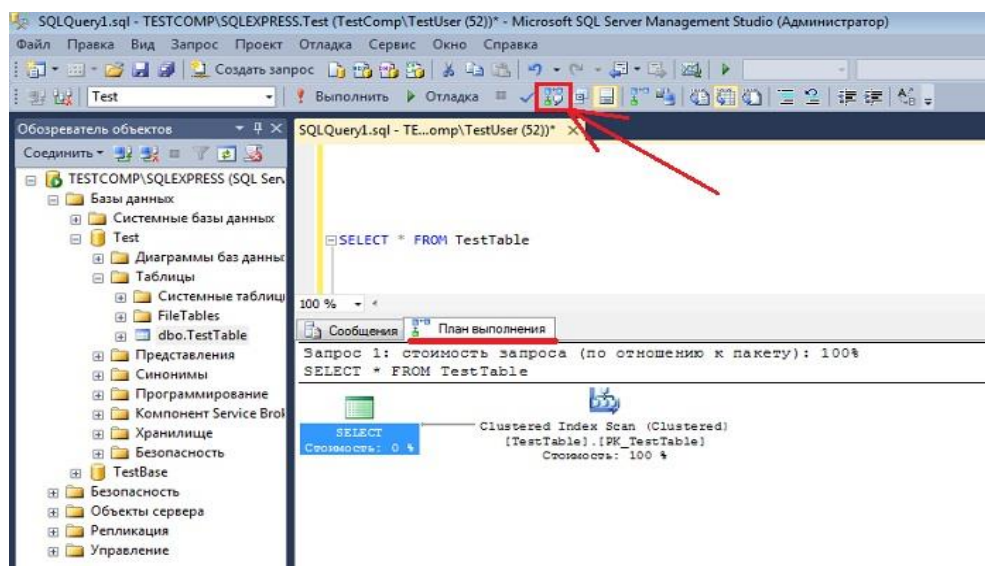 SQLQuery1.sql - TESTCOMP\SQLEXPRESS.Test (TestComp\TestUser (52))* - Microsoft SQL Server Management Studio (Администратор)
Файл Правка Вид Запрос Проект Отладка Сервис Окно Справка
Создать запрос
Test Выполнить Отладка
Обозреватель объектов
SQLQuery1.sql - TE...omp\TestUser (52))*
Соединить
TESTCOMP\SQLEXPRESS (SQL Serv
Базы данных
Системные базы данных
Test
Диаграммы баз данных
Таблицы
Системные таблицы
FileTables
dbo.TestTable
Представления
Синонимы
Программирование
Компонент Service Brok
Хранилище
Безопасность
TestBase
Безопасность
Объекты сервера
Репликация
Управление
SELECT * FROM TestTable
100 %
Сообщения План выполнения
Запрос 1: стоимость запроса (по отношению к пакету): 100%
SELECT * FROM TestTable
SELECT
Стоимость: 0 %
Clustered Index Scan (Clustered)
[TestTable].[PK_TestTable]
Стоимость: 100 %